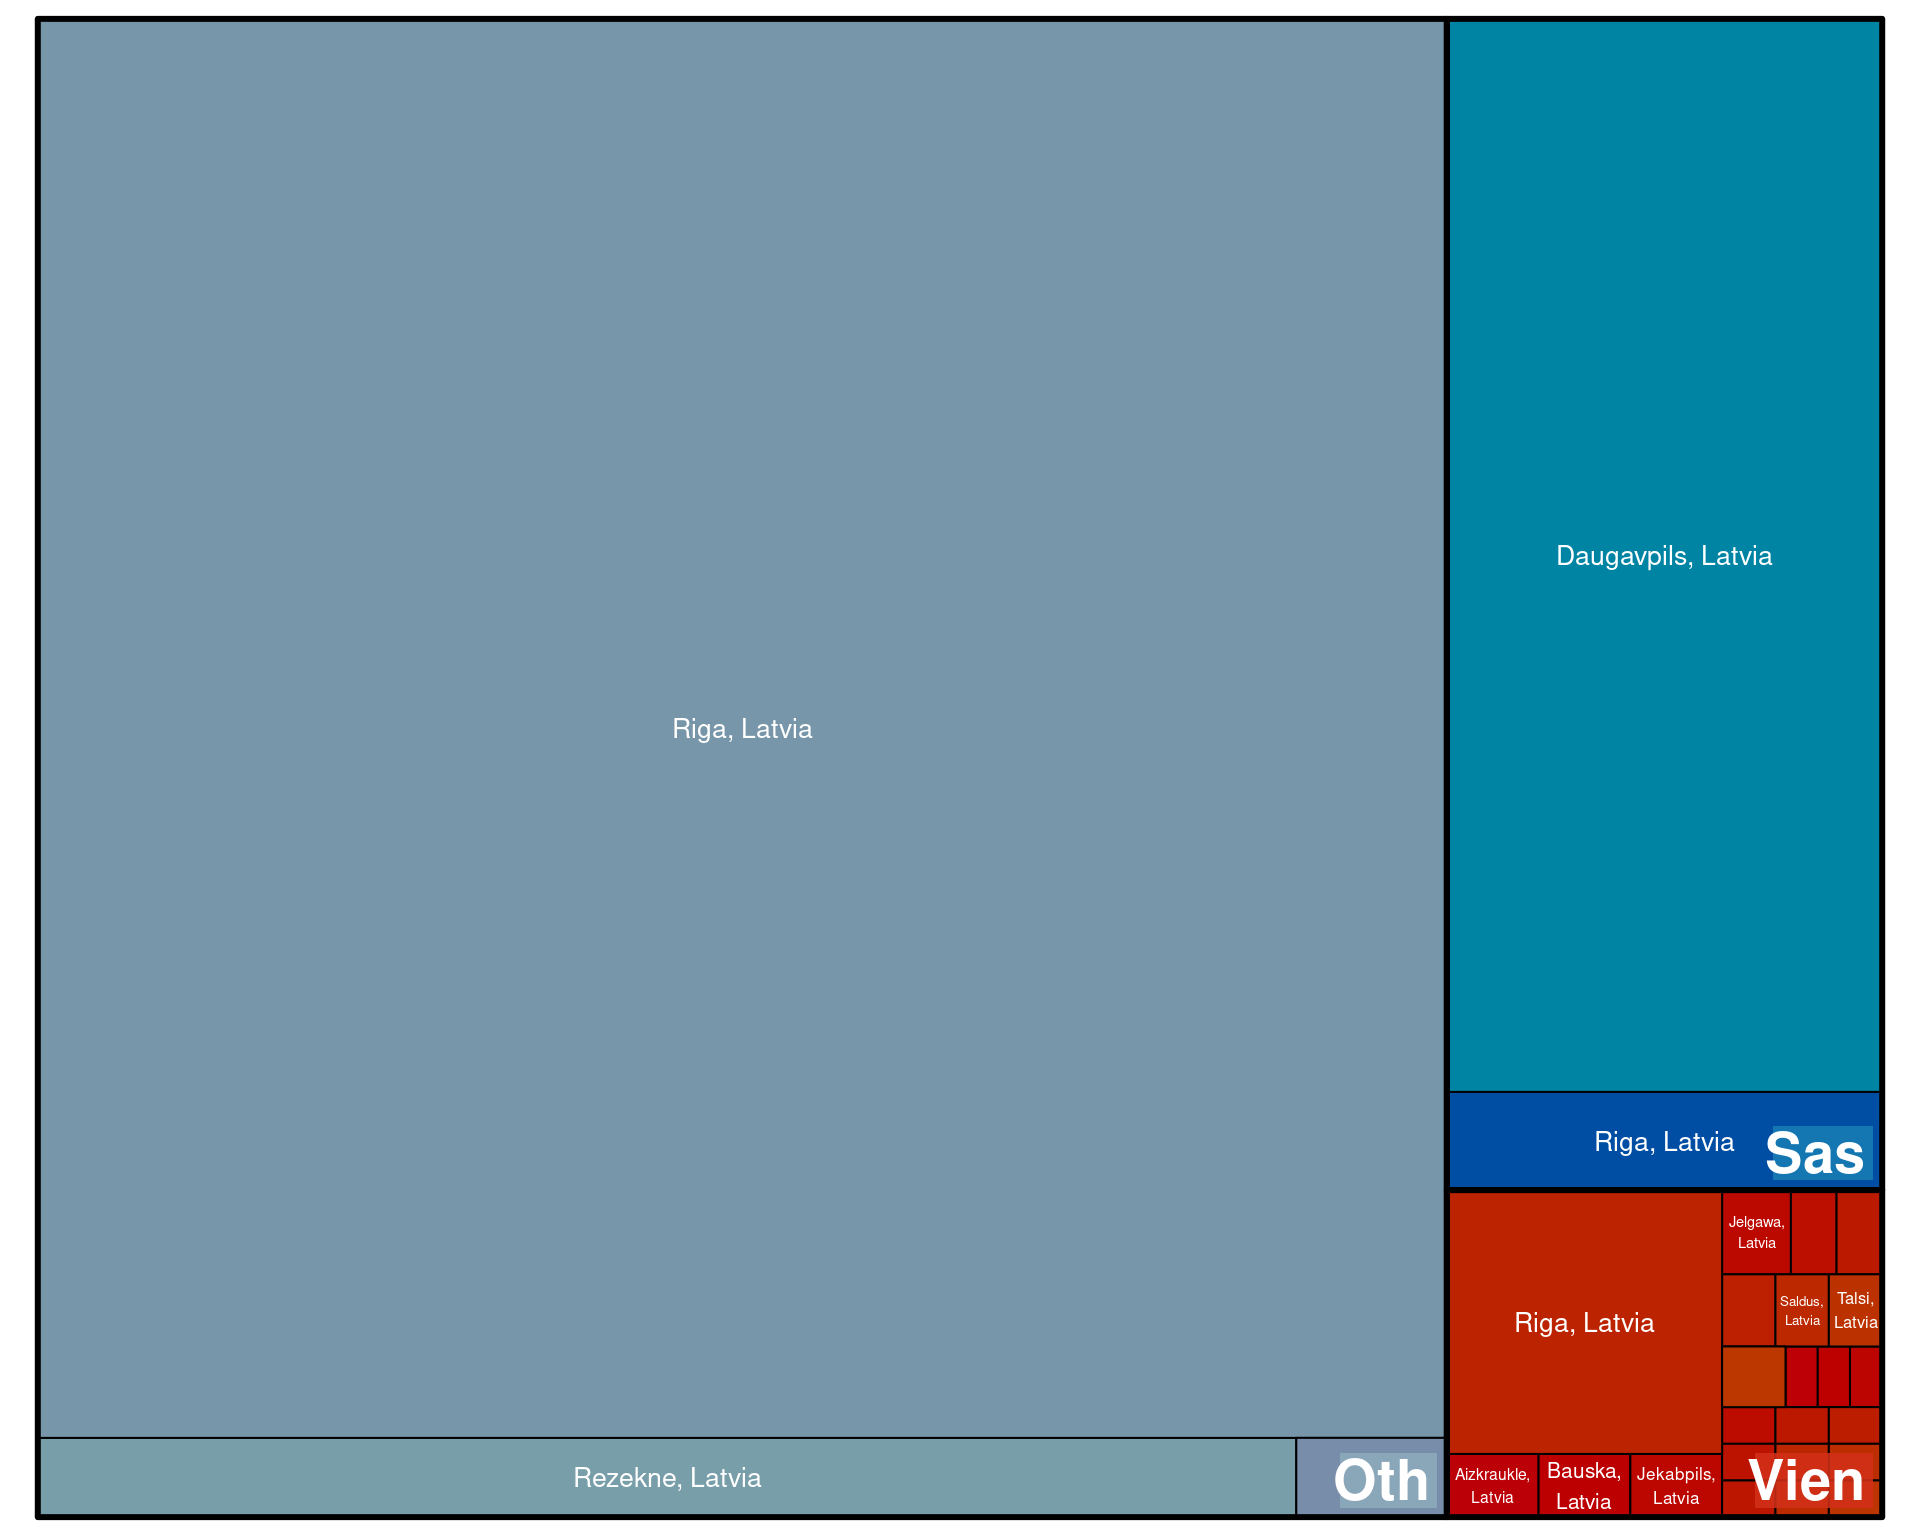 Riga, Latvia
Rezekne, Latvia
Oth
Daugavpils, Latvia
Riga, Latvia
Sas
Riga, Latvia
Jelgawa,
Latvia
Saldus,
Latvia
Talsi,
Latvia
Aizkraukle,
Latvia
Bauska,
Latvia
Jekabpils,
Latvia
Vien